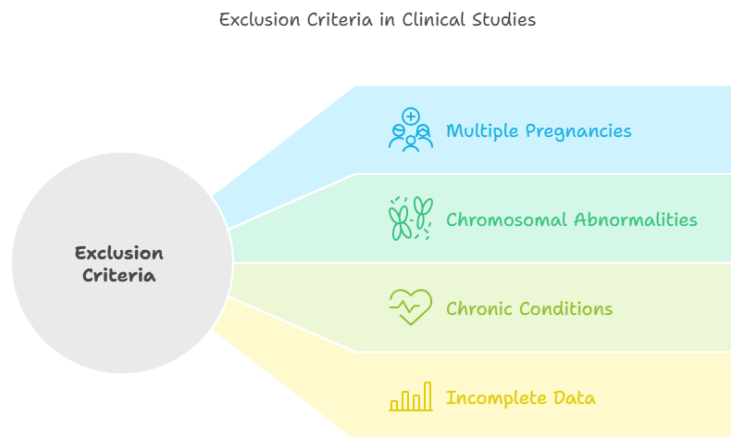 Exclusion Criteria in Clinical Studies
Multiple Pregnancies
Chromosomal Abnormalities
Exclusion
Criteria
Chronic Conditions
Incomplete Data